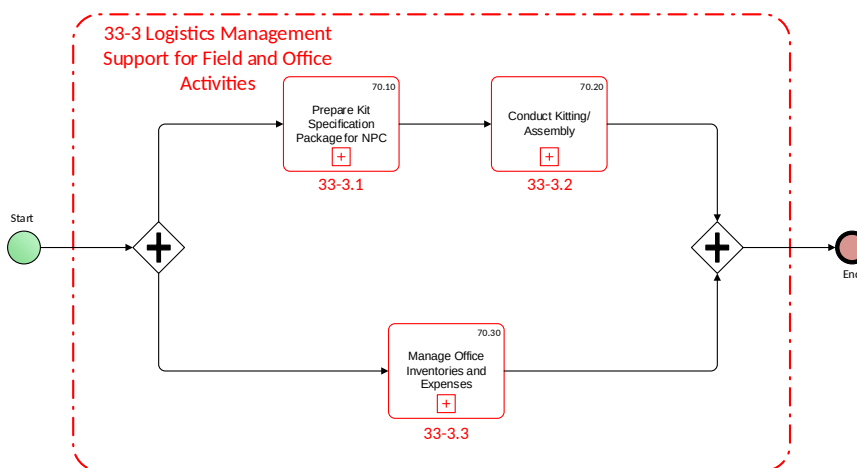 33-3 Logistics Management
Support for Field and Office
Activities
70.10
Prepare Kit
Specification
Package for NPC
33-3.1
70.20
Conduct Kitting/
Assembly
33-3.2
Start
End
70.30
Manage Office
Inventories and
Expenses
33-3.3